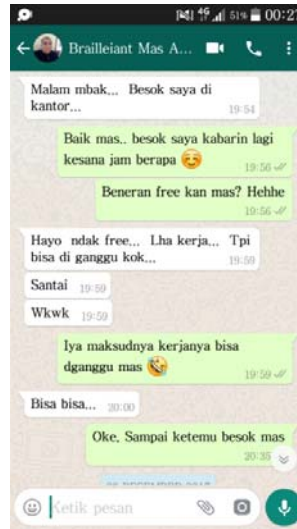 4G 51% 00:2
Brailleiant Mas A...
Malam mbak... Besok saya di
kantor...
19:54
Baik mas.. besok saya kabarin lagi
kesana jam berapa
19:56
Beneran free kan mas? Hehhe
19:56
Hayo ndak free... Lha kerja... Tpi
bisa di ganggu kok...
19:59
Santai 19:59
Wkwk 19:59
Iya maksudnya kerjanya bisa
dganggu mas
19:59
Bisa bisa... 20:00
Oke, Sampai ketemu besok mas
20:35
Ketik pesan